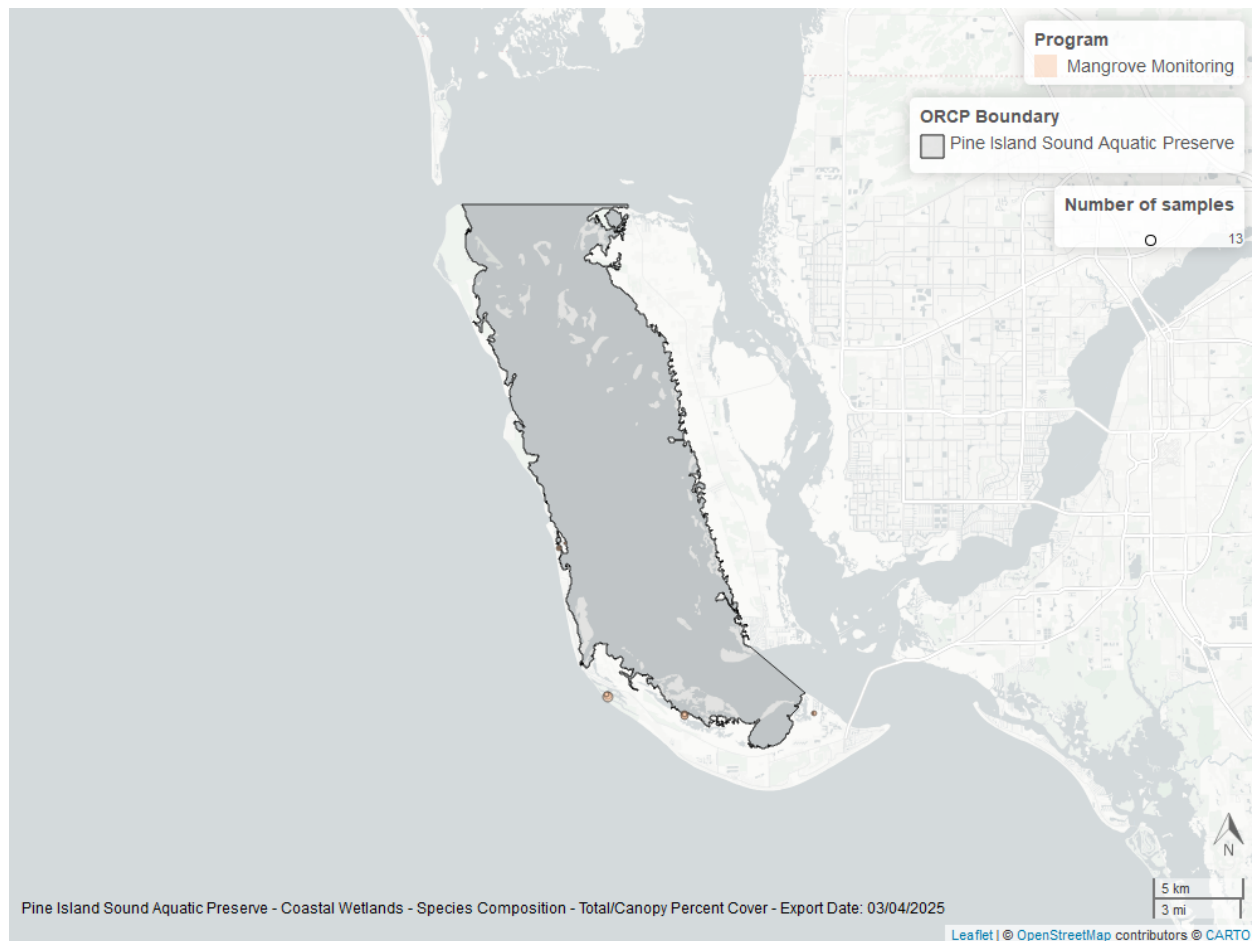 Program
Mangrove Monitoring
ORCP Boundary
Pine Island Sound Aquatic Preserve
Number of samples
13
N
5 km
3 mi
Pine Island Sound Aquatic Preserve - Coastal Wetlands - Species Composition - Total/Canopy Percent Cover - Export Date: 03/04/2025
Leaflet | © OpenStreetMap contributors © CARTO